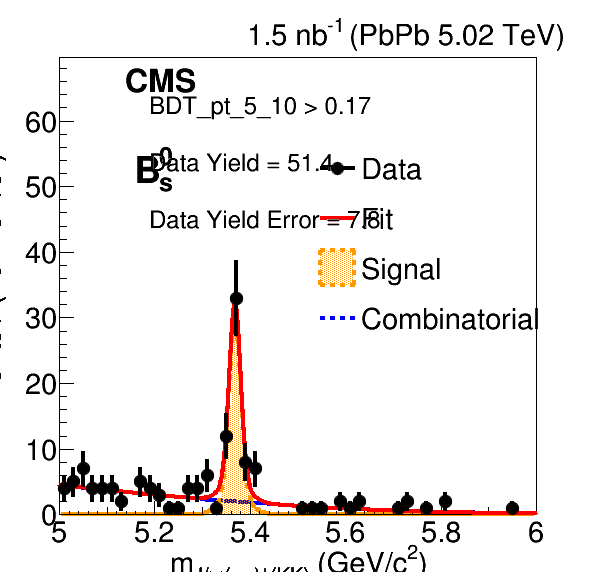 1.5 nb-1 (PbPb 5.02 TeV)
CMS
BDT_pt_5_10 > 0.17
B0s
Data Yield = 51.4
Data Yield Error = 7.8
Data
Fit
Signal
Combinatorial
60
50
40
30
20
10
0
5 5.2 5.4 5.6 5.8 6
(GeV/c2)